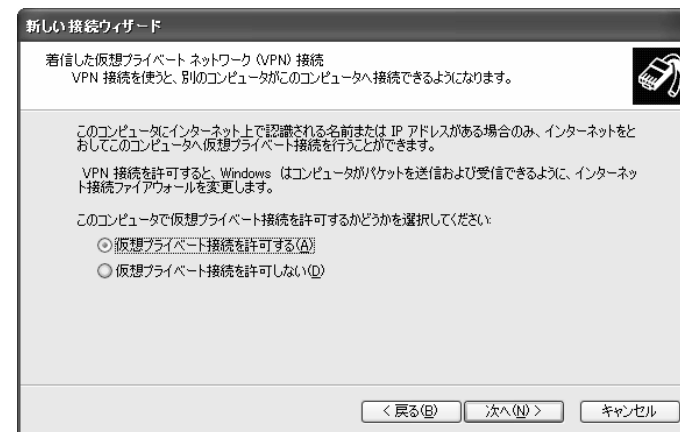 新しい接続ウィザード
着信した仮想プライベート ネットワーク (VPN) 接続
VPN 接続を使うと、別のコンピュータがこのコンピュータへ接続できるようになります。
このコンピュータにインターネット上で認識される名前または IP アドレスがある場合のみ、インターネットをと
おしてこのコンピュータへ仮想プライベート接続を行うことができます。
VPN 接続を許可すると、Windows はコンピュータがパケットを送信および受信できるように、インターネッ
ト接続ファイアウォールを変更します。
このコンピュータで仮想プライベート接続を許可するかどうかを選択してください:
仮想プライベート接続を許可する(A)
仮想プライベート接続を許可しない(D)
< 戻る(B) 次へ(N) > キャンセル